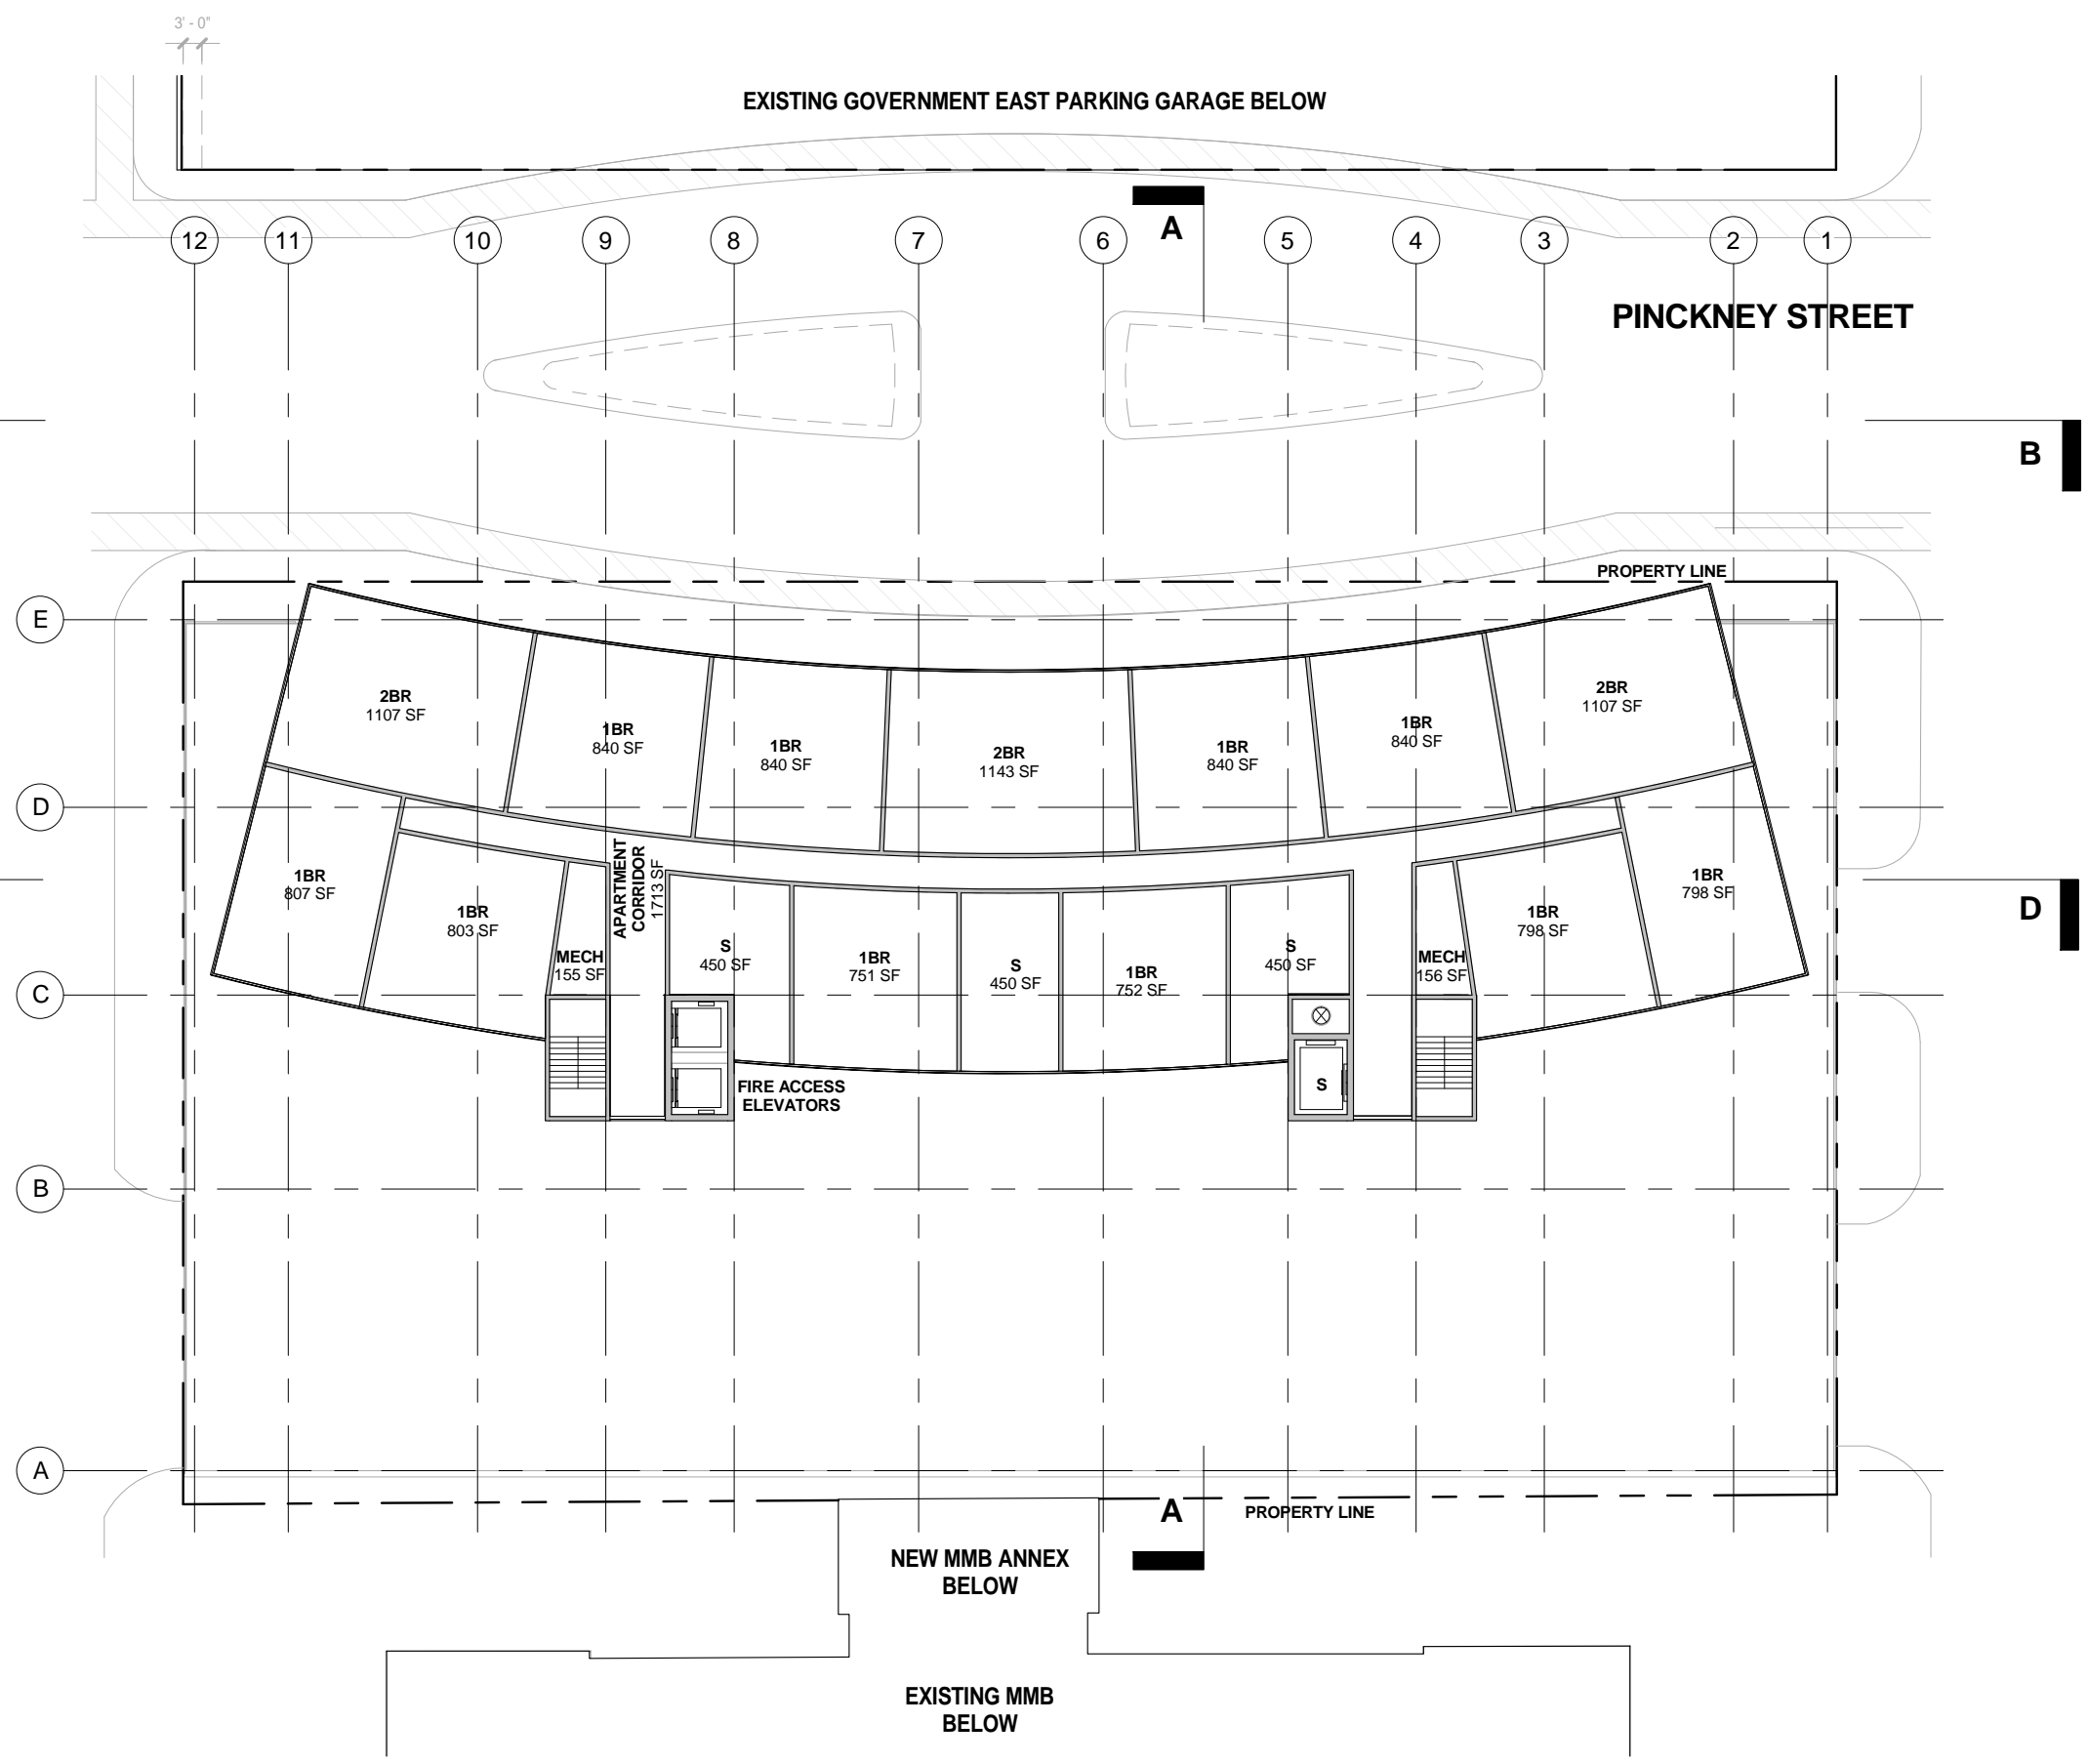 3' - 0"
EXISTING GOVERNMENT EAST PARKING GARAGE BELOW
A
12
11
10
9
8
7
6
5
4
3
2
1
PINCKNEY STREET
B
PROPERTY LINE
E
2BR
1107 SF
1BR
840 SF
1BR
840 SF
2BR
1143 SF
1BR
840 SF
1BR
840 SF
2BR
1107 SF
D
1BR
807 SF
1BR
803 SF
MECH
155 SF
APARTMENT
CORRIDOR
1713 SF
S
450 SF
1BR
751 SF
S
450 SF
1BR
752 SF
S
450 SF
MECH
156 SF
1BR
798 SF
1BR
798 SF
D
C
S
FIRE ACCESS
ELEVATORS
B
A
A
PROPERTY LINE
NEW MMB ANNEX
BELOW
EXISTING MMB
BELOW